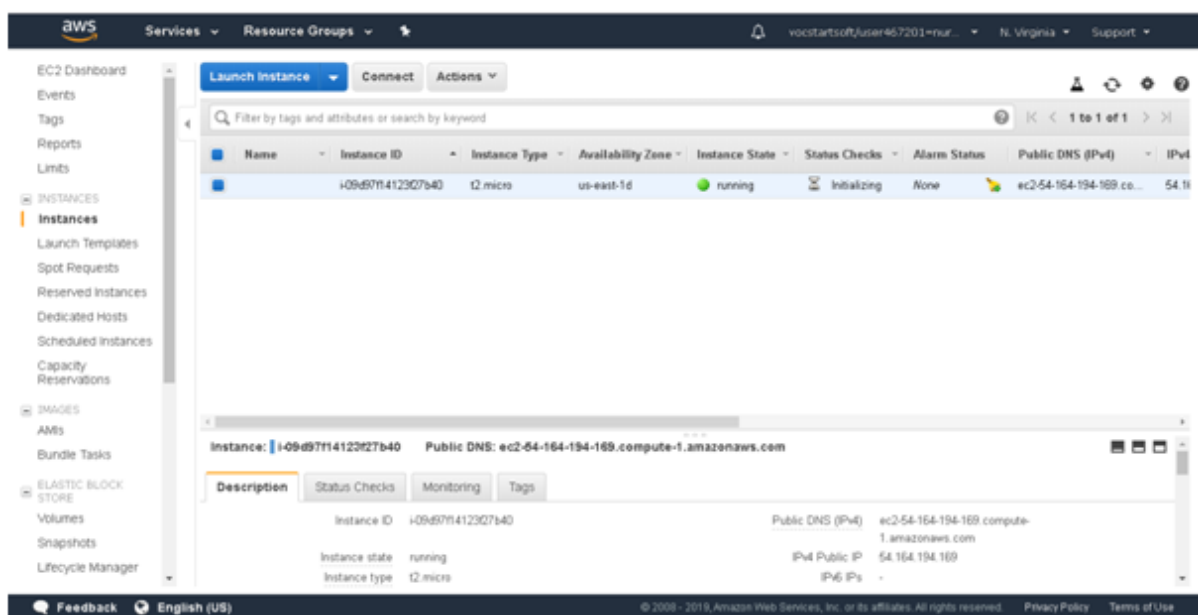 aws Services Resource Groups vocstartsoft/user467201=nur... N. Virginia Support
EC2 Dashboard
Events
Tags
Reports
Limits
INSTANCES
Instances
Launch Templates
Spot Requests
Reserved Instances
Dedicated Hosts
Scheduled Instances
Capacity
Reservations
IMAGES
AMIs
Bundle Tasks
ELASTIC BLOCK
STORE
Volumes
Snapshots
Lifecycle Manager
Launch Instance Connect Actions
Filter by tags and attributes or search by keyword 1 to 1 of 1
Name Instance ID Instance Type Availability Zone Instance State Status Checks Alarm Status Public DNS (IPv4) IPv4
i-09d97f14123f27b40 t2.micro us-east-1d running Initializing None ec2-54-164-194-169.co... 54.16
Instance: i-09d97f14123f27b40 Public DNS: ec2-54-164-194-169.compute-1.amazonaws.com
Description Status Checks Monitoring Tags
Instance ID i-09d97f14123f27b40 Public DNS (IPv4) ec2-54-164-194-169.compute-
1.amazonaws.com
Instance state running IPv4 Public IP 54.164.194.169
Instance type t2.micro IPv6 IPs -
Feedback English (US) © 2008 - 2019, Amazon Web Services, Inc. or its affiliates. All rights reserved. Privacy Policy Terms of Use